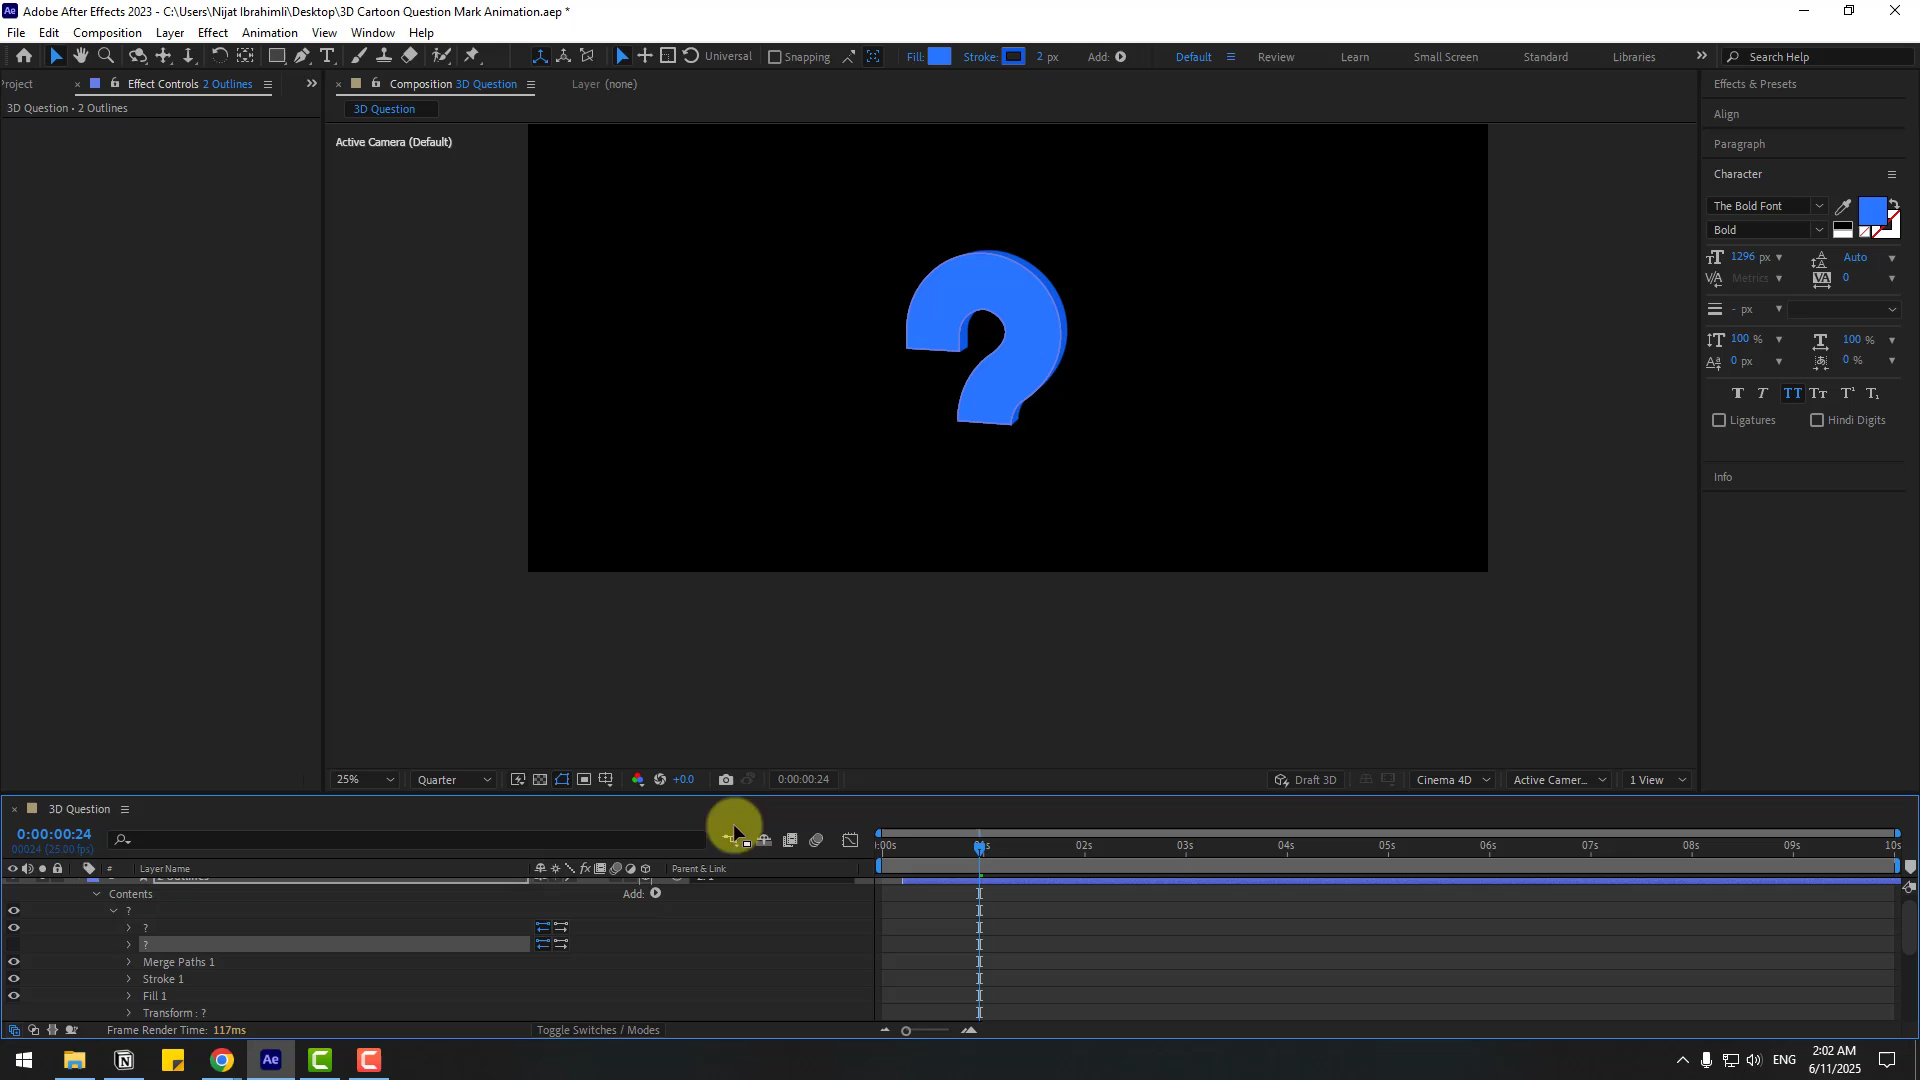 Adobe After Effects 2023 - C:\Users\Nijat Ibrahimli\Desktop\3D Cartoon Question Mark Animation.aep *
File Edit Composition Layer Effect Animation View Window Help
Universal Snapping Fill: Stroke: 2 px Add: Default Review Learn Small Screen Standard Libraries Search Help
roject Effect Controls 2 Outlines Composition 3D Question Layer (none) Effects & Presets
3D Question • 2 Outlines 3D Question
Align
Active Camera (Default)
Paragraph
Character
The Bold Font
Bold
1296 px Auto
Metrics 0
- px
100 % 100 %
0 px 0 %
Ligatures Hindi Digits
Info
?
25% Quarter +0.0 0:00:00:24 Draft 3D Cinema 4D Active Camer... 1 View
3D Question
0:00:00:24
00024 (25.00 fps)
:00s 02s 03s 04s 05s 06s 07s 08s 09s 10s
# Layer Name Parent & Link
2 Outlines
Contents Add:
?
?
?
Merge Paths 1
Stroke 1
Fill 1
Transform : ?
Frame Render Time: 117ms Toggle Switches / Modes
Ae ENG 2:02 AM
6/11/2025